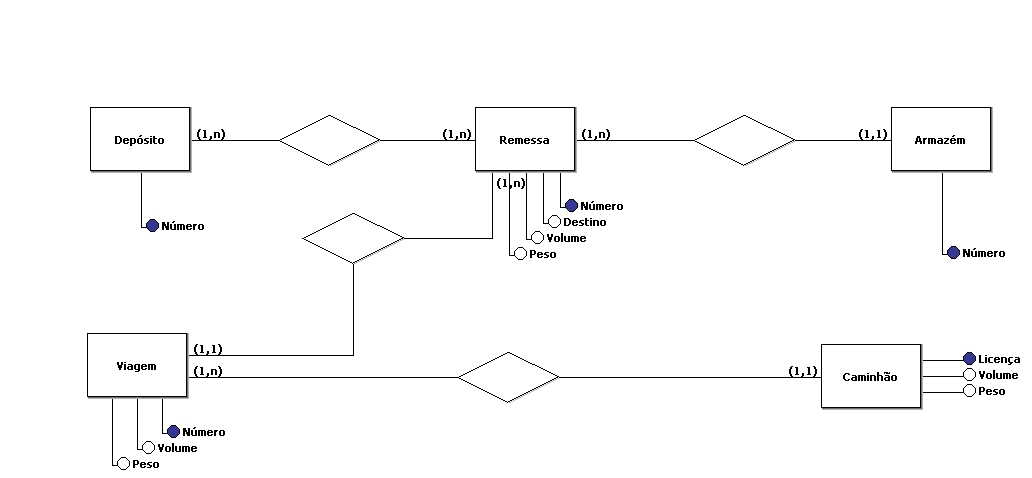 Depósito
(1,n)
(1,n)
Remessa
(1,n)
(1,1)
Armazém
(1,n)
Número
Destino
Volume
Peso
Número
Número
Viagem
(1,1)
(1,n)
(1,1)
Caminhão
Licença
Volume
Peso
Número
Volume
Peso